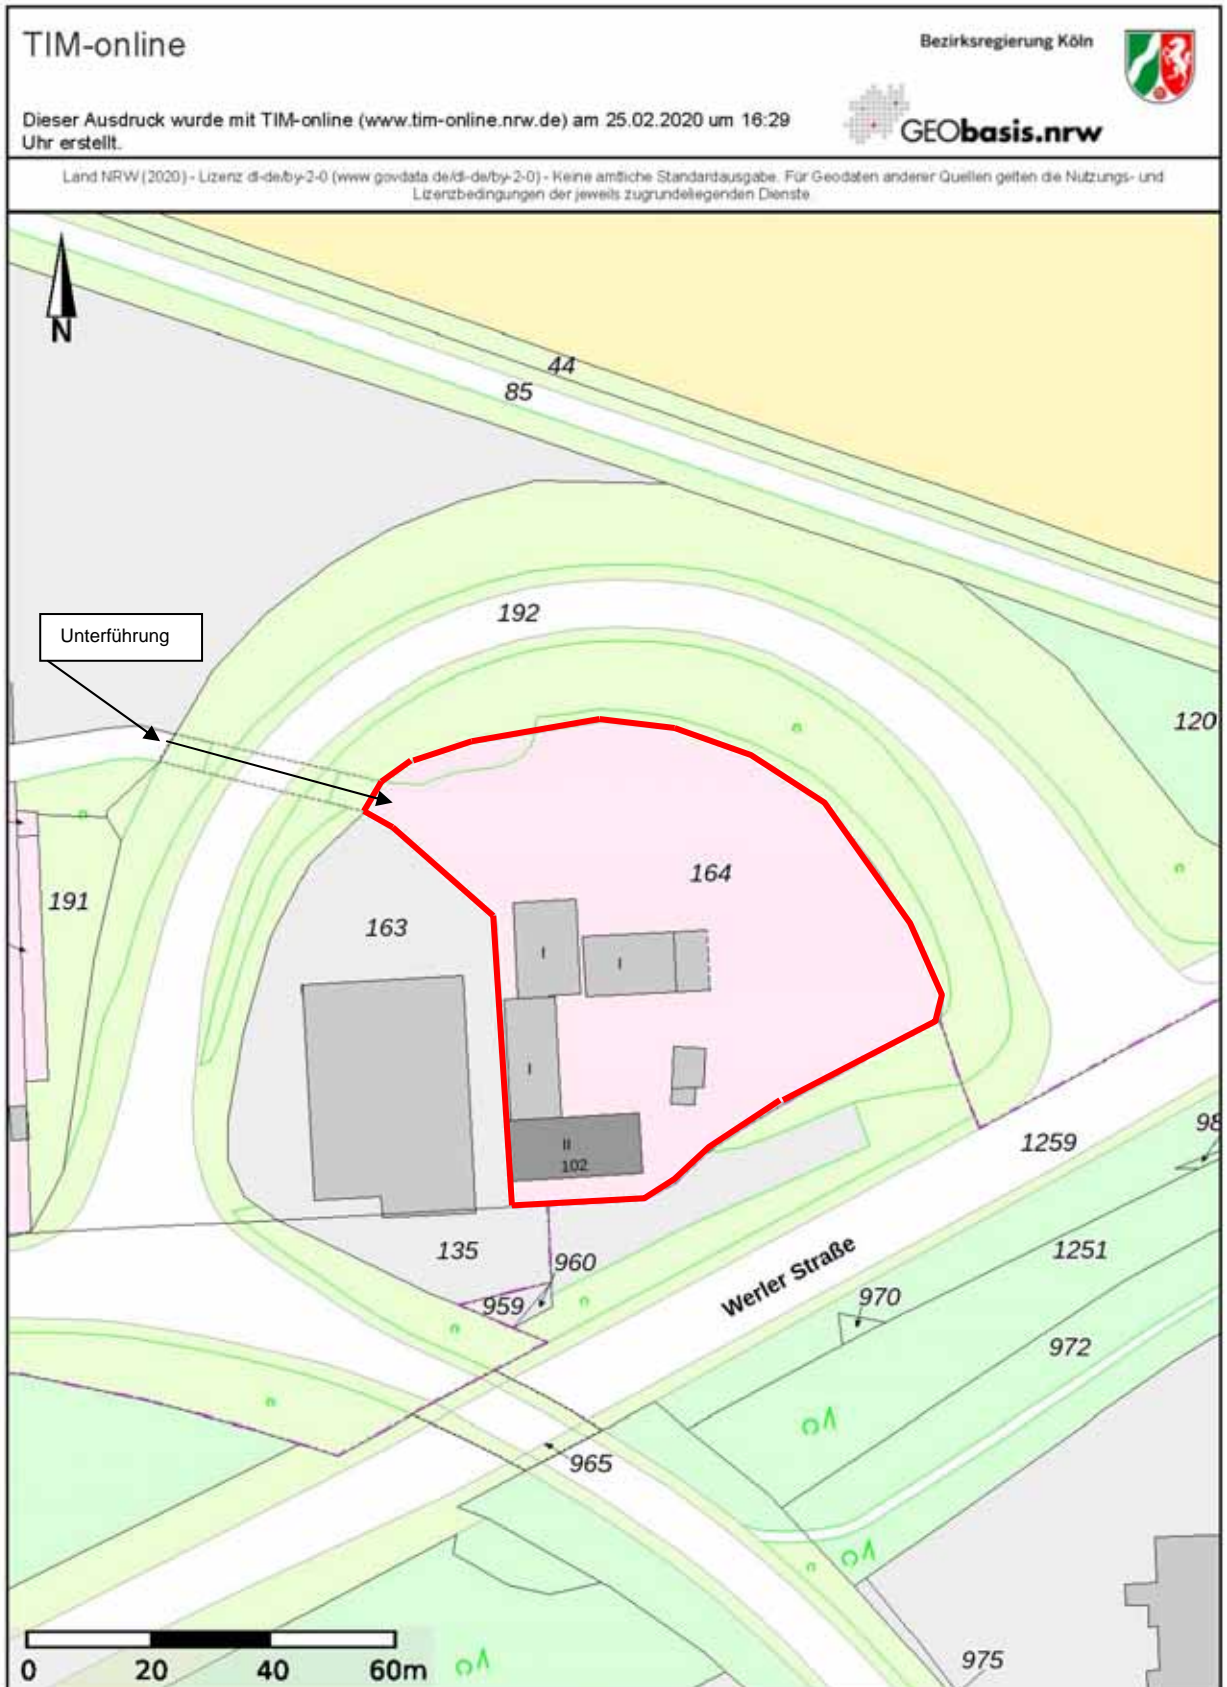 TIM-online
Bezirksregierung Köln
Dieser Ausdruck wurde mit TIM-online (www.tim-online.nrw.de) am 25.02.2020 um 16:29
Uhr erstellt.
GEObasis.nrw
Land NRW (2020) - Lizenz dl-de/by-2-0 (www.govdata.de/dl-de/by-2-0) - Keine amtliche Standardausgabe. Für Geodaten anderer Quellen gelten die Nutzungs- und
Lizenzbedingungen der jeweils zugrundeliegenden Dienste.
N
44
85
192
Unterführung
120
164
191
163
I
I
I
II
102
1259
98
135
960
1251
959
Werler Straße
970
972
965
975
0 20 40 60m